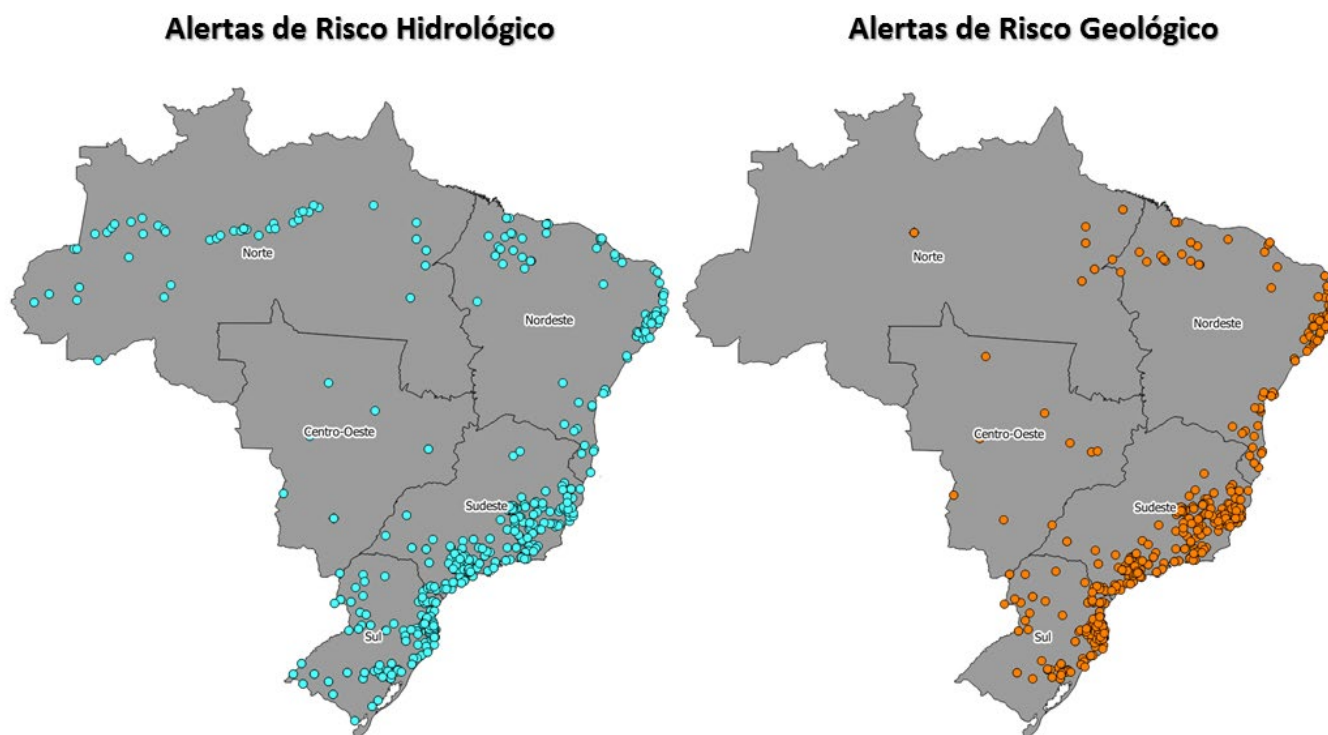 Alertas de Risco Hidrológico
Alertas de Risco Geológico
Norte
Nordeste
Centro-Oeste
Sudeste
Sul
Norte
Nordeste
Centro-Oeste
Sudeste
Sul